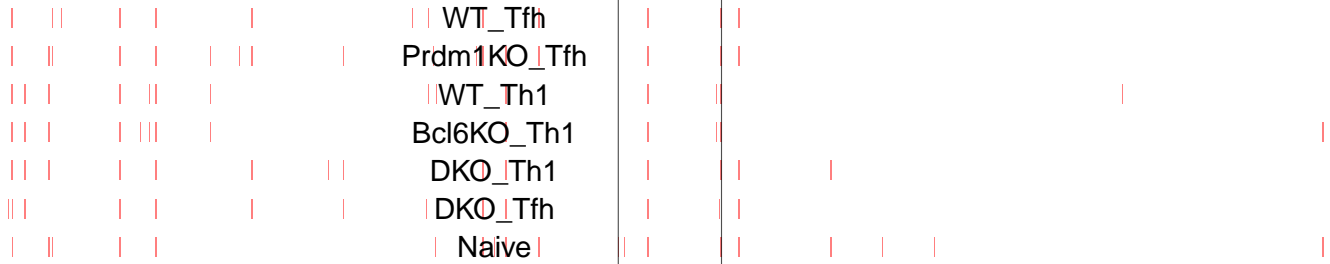 WT_Tfh
Prdm1KO_Tfh
WT_Th1
Bcl6KO_Th1
DKO_Th1
DKO_Tfh
Naive